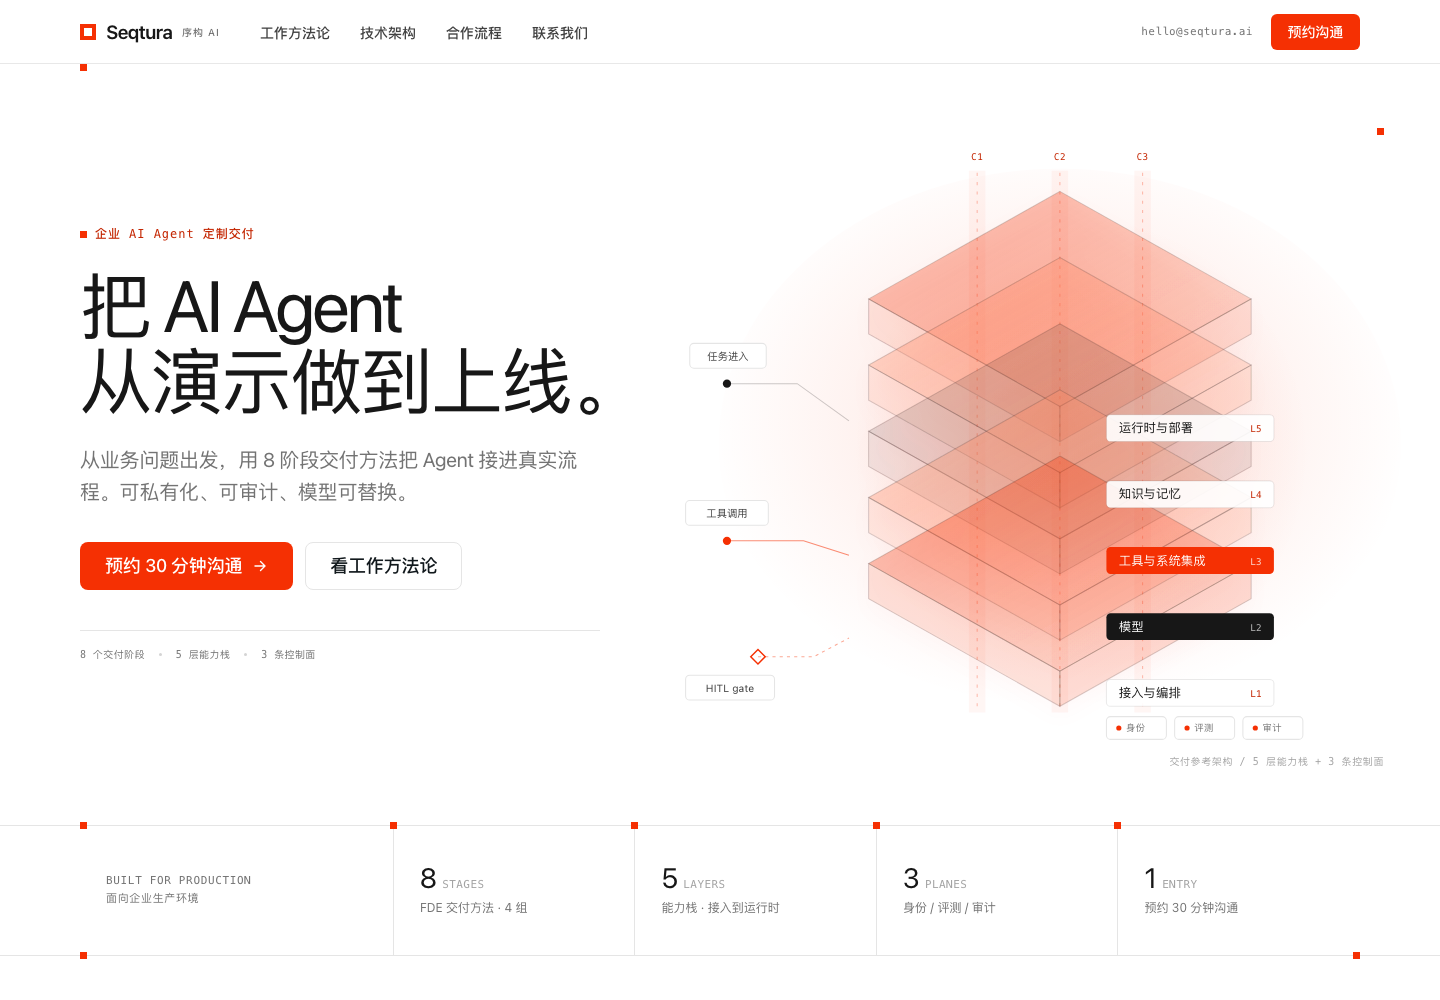 Seqtura 序构 AI
工作方法论
技术架构
合作流程
联系我们
hello@seqtura.ai
预约沟通
企业 AI Agent 定制交付
把 AI Agent
从演示做到上线。
从业务问题出发，用 8 阶段交付方法把 Agent 接进真实流
程。可私有化、可审计、模型可替换。
预约 30 分钟沟通 →
看工作方法论
8 个交付阶段 • 5 层能力栈 • 3 条控制面
C1 C2 C3
任务进入
工具调用
HITL gate
运行时与部署 L5
知识与记忆 L4
工具与系统集成 L3
模型 L2
接入与编排 L1
身份 评测 审计
交付参考架构 / 5 层能力栈 + 3 条控制面
BUILT FOR PRODUCTION
面向企业生产环境
8 STAGES
FDE 交付方法 · 4 组
5 LAYERS
能力栈 · 接入到运行时
3 PLANES
身份 / 评测 / 审计
1 ENTRY
预约 30 分钟沟通